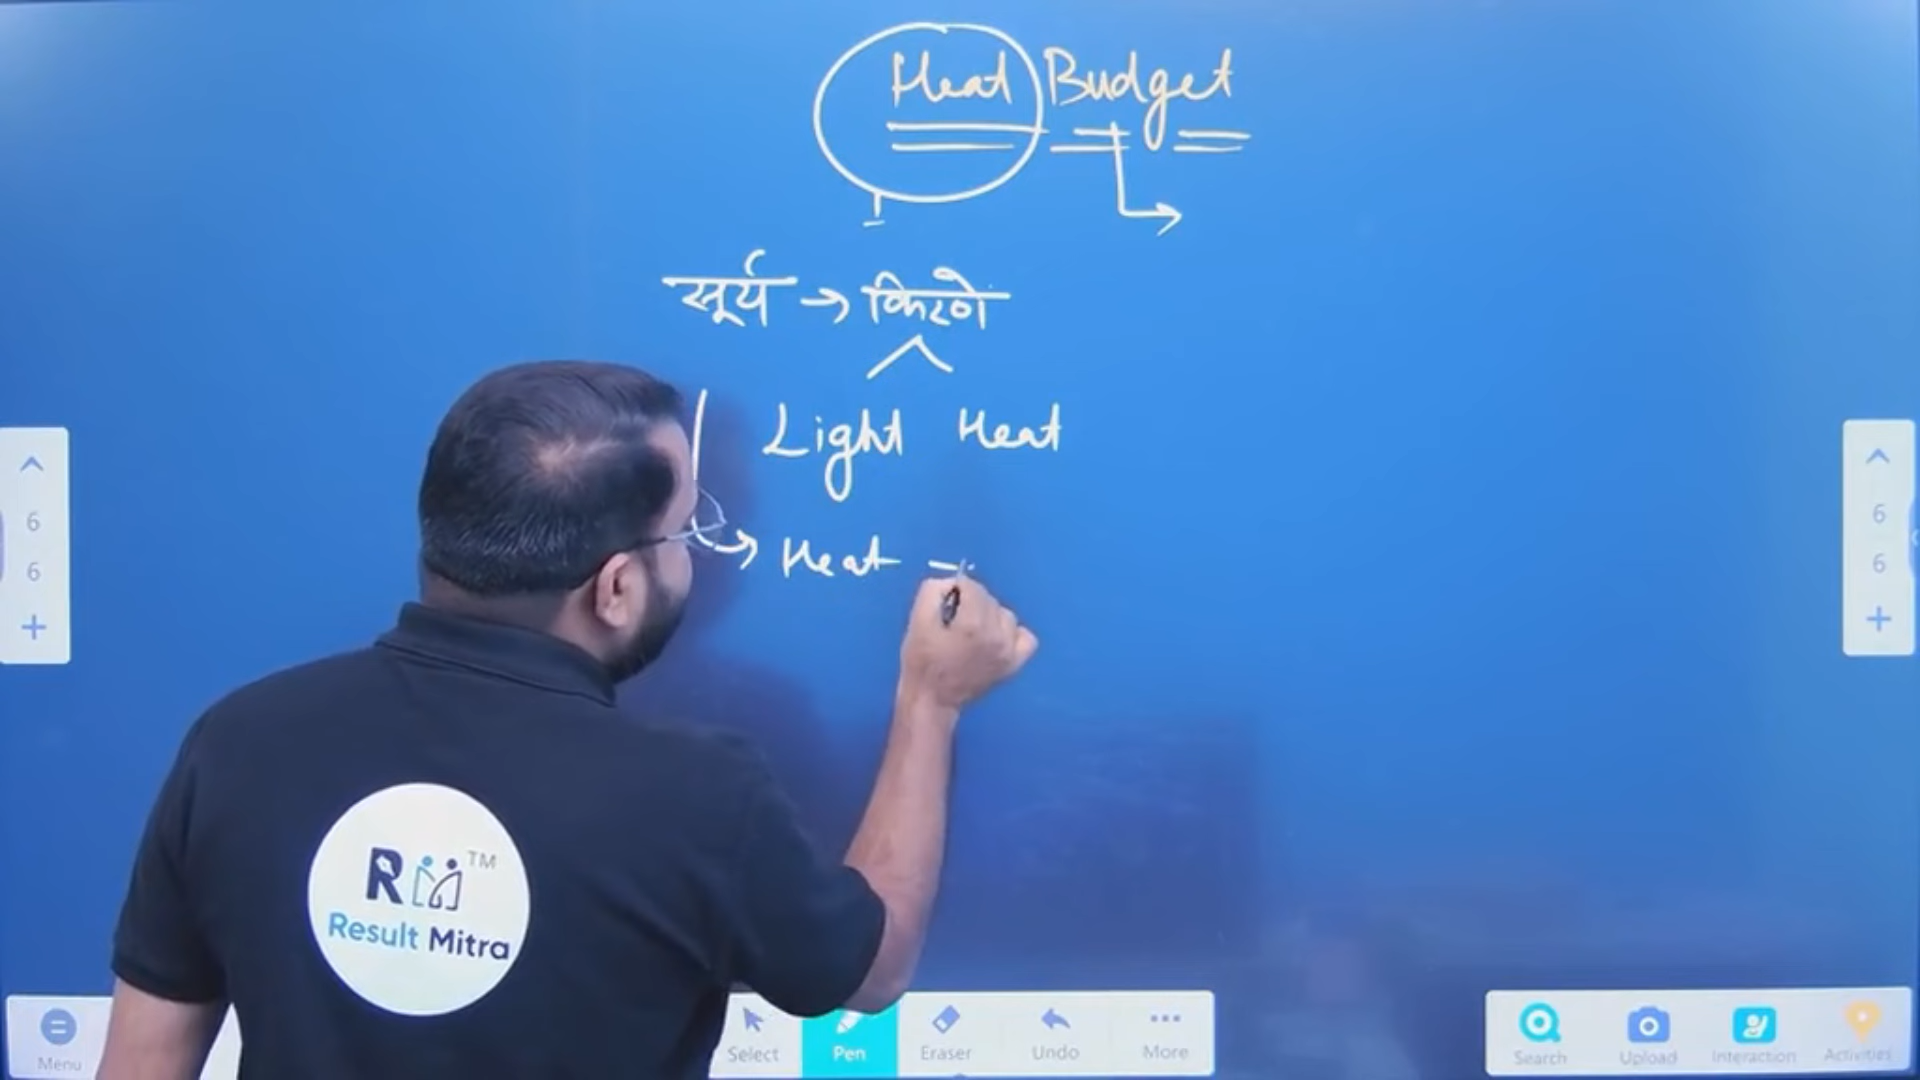 Heat Budget
सूर्य → किरणे
Light Heat
→ Heat
6
6
6
6
R TM
Result Mitra
Menu
Select
Pen
Eraser
Undo
More
Search
Upload
Interaction
Activities